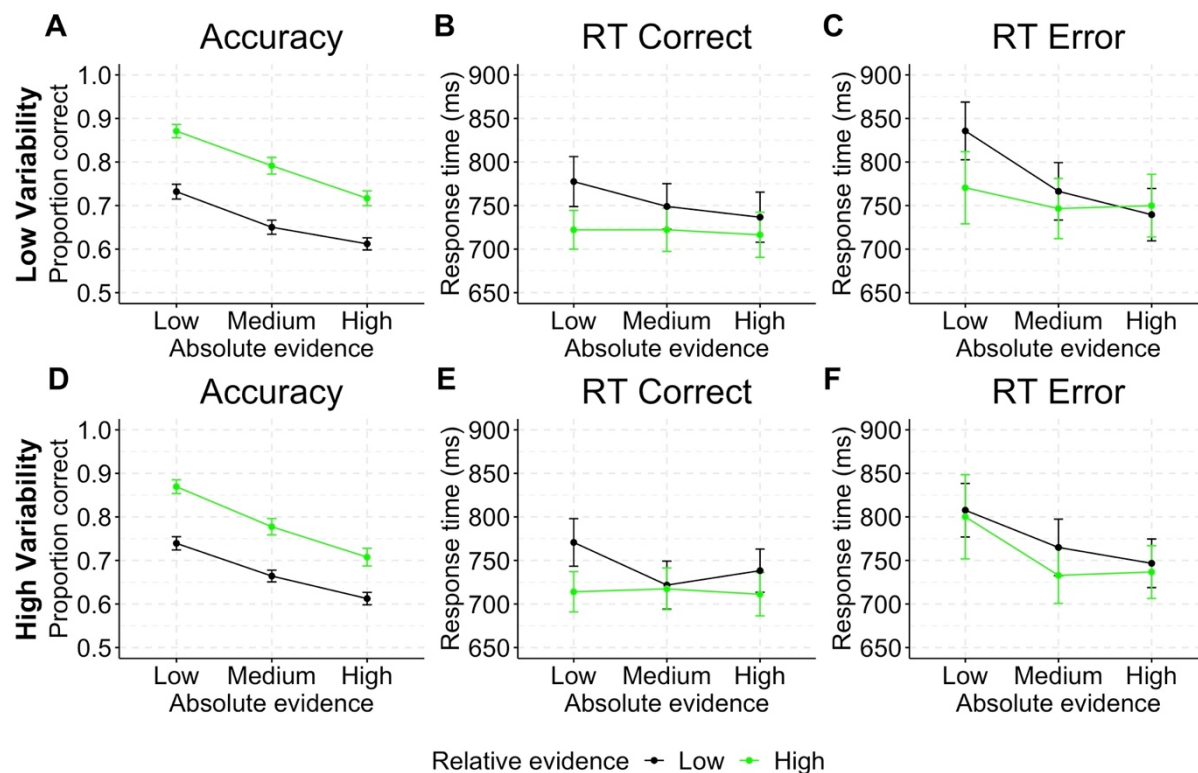 A Accuracy
Low Variability
Proportion correct
1.0
0.9
0.8
0.7
0.6
0.5
Low Medium High
Absolute evidence
B RT Correct
Response time (ms)
900
850
800
750
700
650
Low Medium High
Absolute evidence
C RT Error
Response time (ms)
900
850
800
750
700
650
Low Medium High
Absolute evidence
D Accuracy
High Variability
Proportion correct
1.0
0.9
0.8
0.7
0.6
0.5
Low Medium High
Absolute evidence
E RT Correct
Response time (ms)
900
850
800
750
700
650
Low Medium High
Absolute evidence
F RT Error
Response time (ms)
900
850
800
750
700
650
Low Medium High
Absolute evidence
Relative evidence Low High